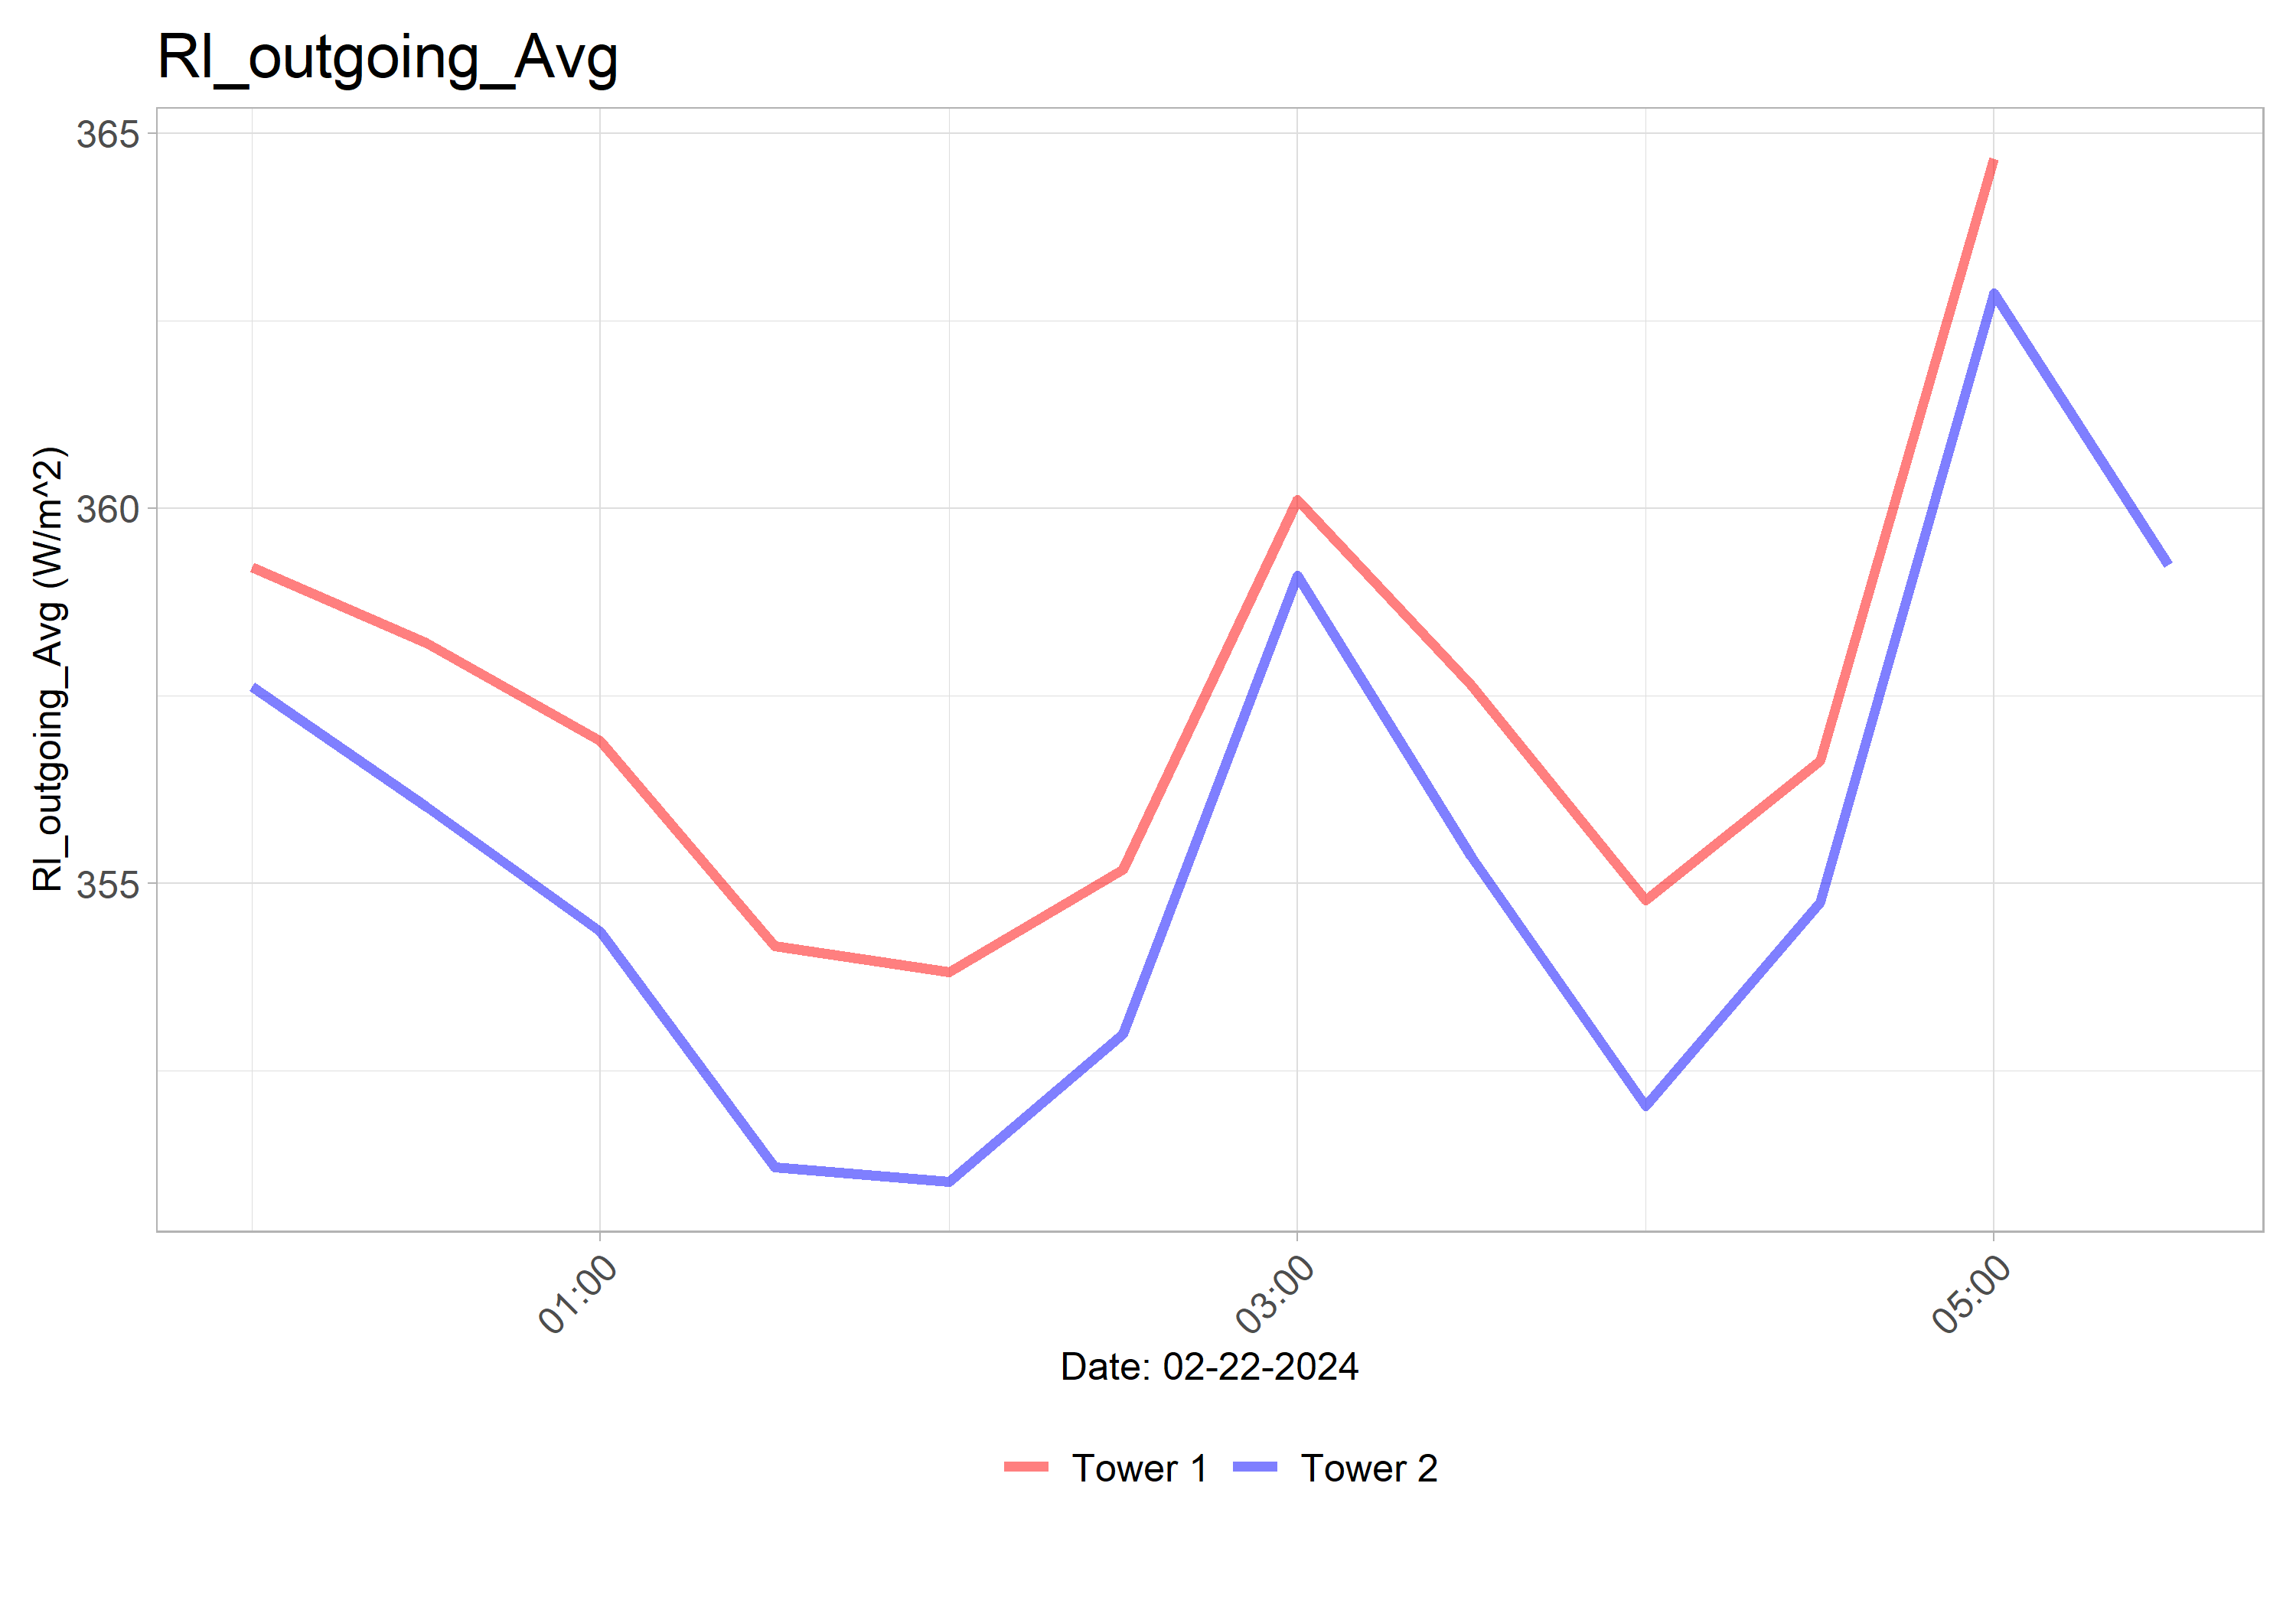 Rl_outgoing_Avg
365
360
355
Rl_outgoing_Avg (W/m^2)
01:00
03:00
05:00
Date: 02-22-2024
Tower 1
Tower 2